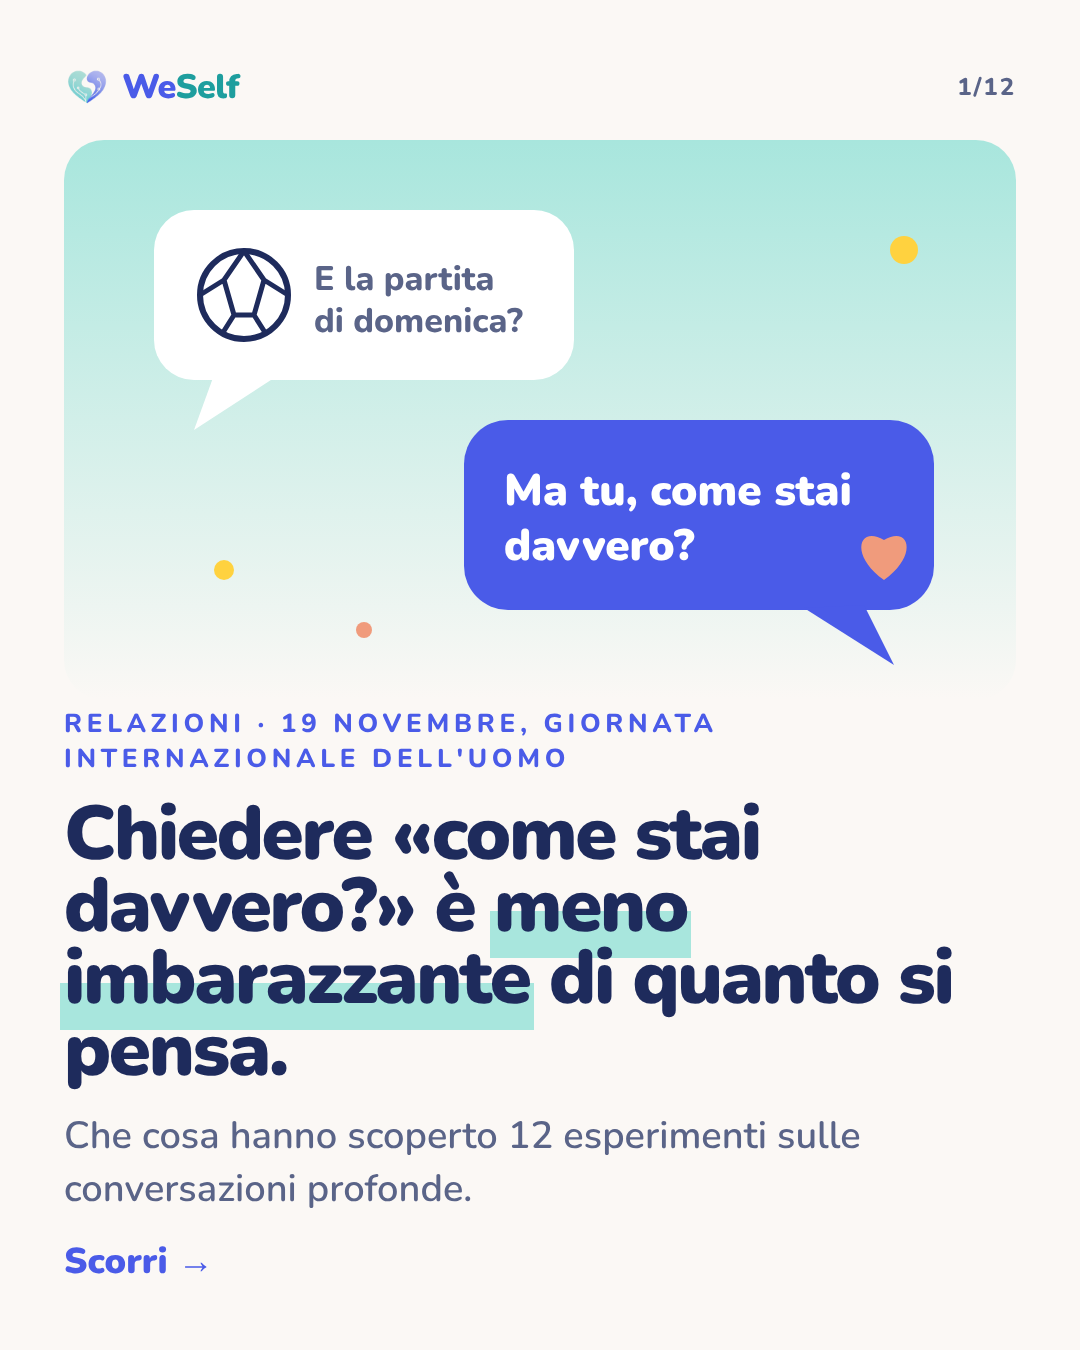 WeSelf
1/12
E la partita
di domenica?
Ma tu, come stai
davvero?
RELAZIONI · 19 NOVEMBRE, GIORNATA
INTERNAZIONALE DELL'UOMO
Chiedere «come stai
davvero?» è meno
imbarazzante di quanto si
pensa.
Che cosa hanno scoperto 12 esperimenti sulle
conversazioni profonde.
Scorri →